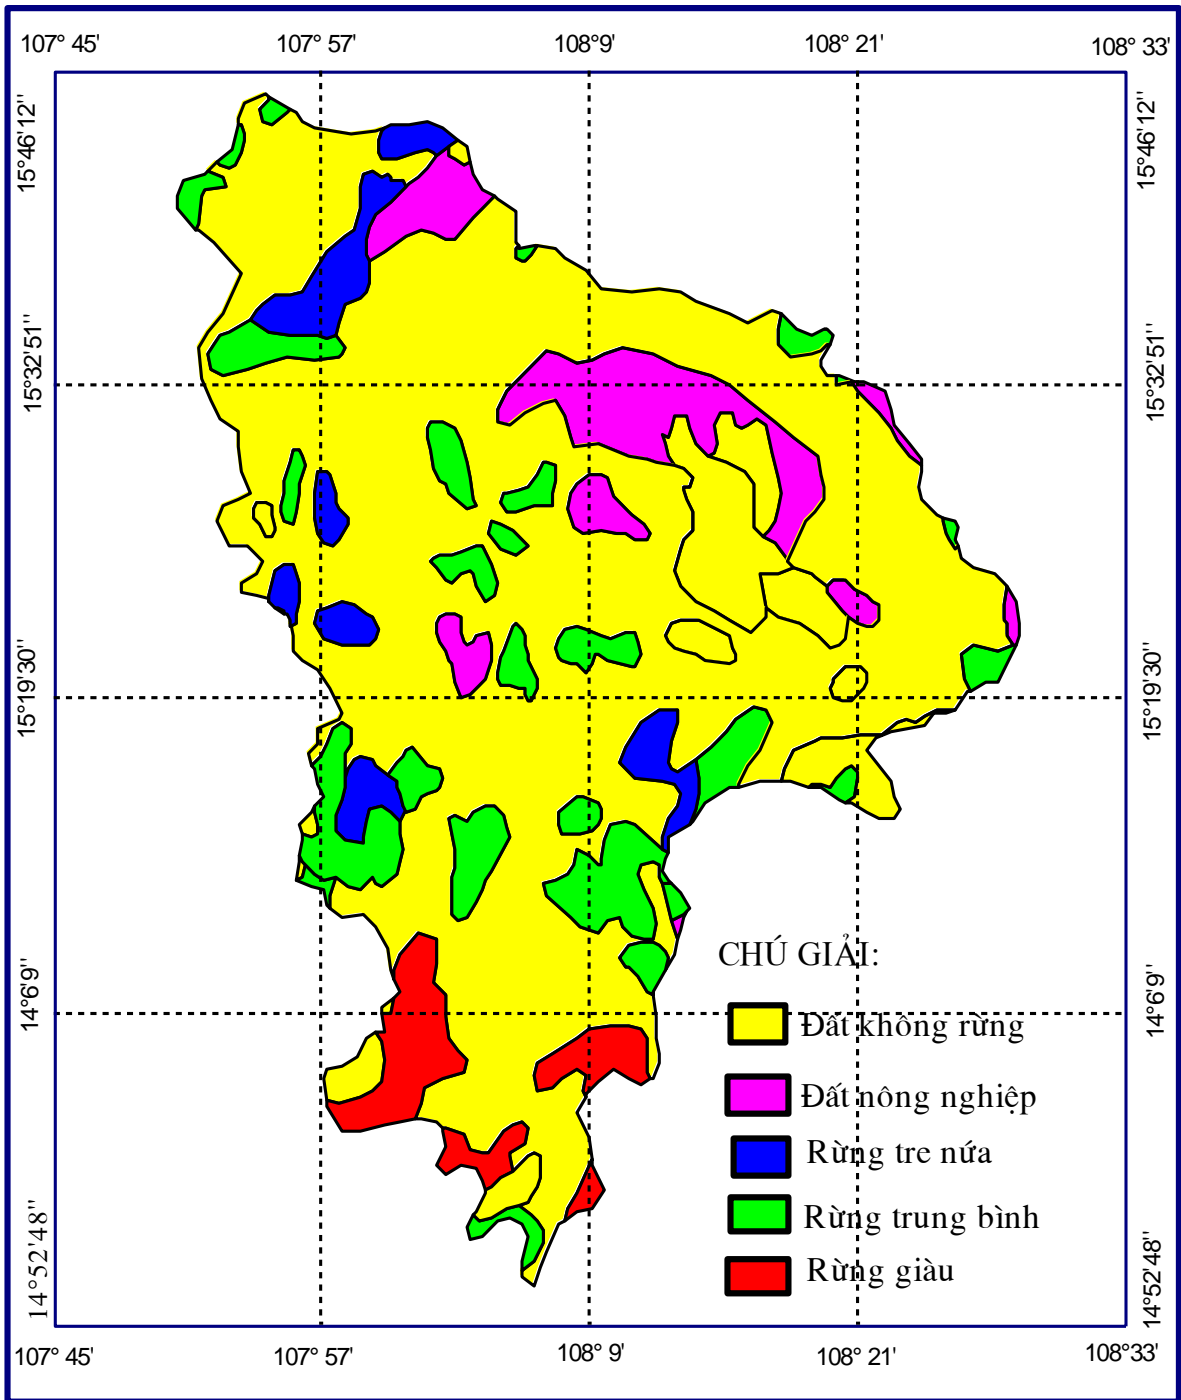 107° 45' 107° 57' 108° 9' 108° 21' 108° 33'
15°46'12'' 15°46'12''
15°32'51'' 15°32'51''
15°19'30'' 15°19'30''
CHÚ GIẢI:
14°6'9'' 14°6'9''
Đất không rừng
Đất nông nghiệp
Rừng tre nứa
Rừng trung bình
Rừng giàu
14°52'48'' 14°52'48''
107° 45' 107° 57' 108° 9' 108° 21' 108°33'